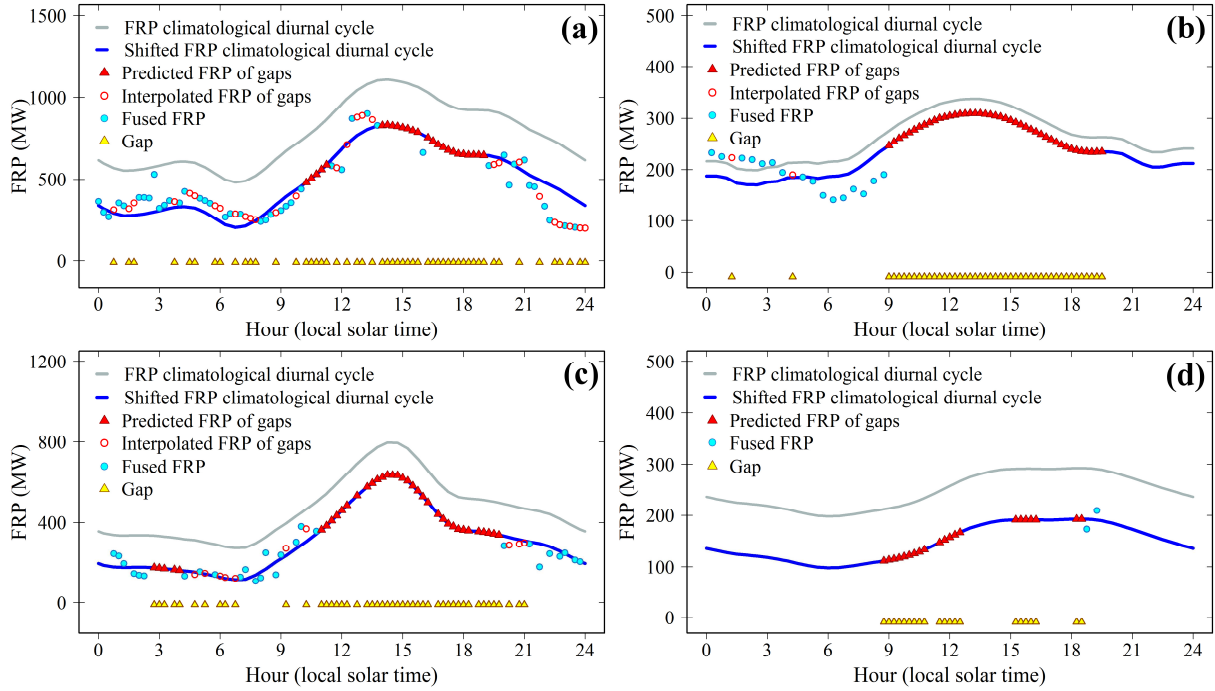 1500
1000
500
0
FRP (MW)
(a)
FRP climatological diurnal cycle
Shifted FRP climatological diurnal cycle
Predicted FRP of gaps
Interpolated FRP of gaps
Fused FRP
Gap
0 3 6 9 12 15 18 21 24
Hour (local solar time)
500
400
300
200
100
0
FRP (MW)
(b)
FRP climatological diurnal cycle
Shifted FRP climatological diurnal cycle
Predicted FRP of gaps
Interpolated FRP of gaps
Fused FRP
Gap
0 3 6 9 12 15 18 21 24
Hour (local solar time)
1200
800
400
0
FRP (MW)
(c)
FRP climatological diurnal cycle
Shifted FRP climatological diurnal cycle
Predicted FRP of gaps
Interpolated FRP of gaps
Fused FRP
Gap
0 3 6 9 12 15 18 21 24
Hour (local solar time)
500
400
300
200
100
0
FRP (MW)
(d)
FRP climatological diurnal cycle
Shifted FRP climatological diurnal cycle
Predicted FRP of gaps
Fused FRP
Gap
0 3 6 9 12 15 18 21 24
Hour (local solar time)